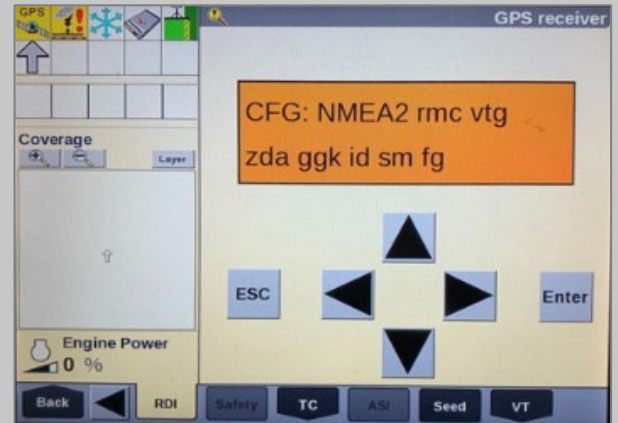 GPS
GPS receiver
CFG: NMEA2 rmc vtg
zda ggk id sm fg
Coverage
Layer
ESC
Enter
Engine Power
0 %
Back
RDI
Safety
TC
ASI
Seed
VT